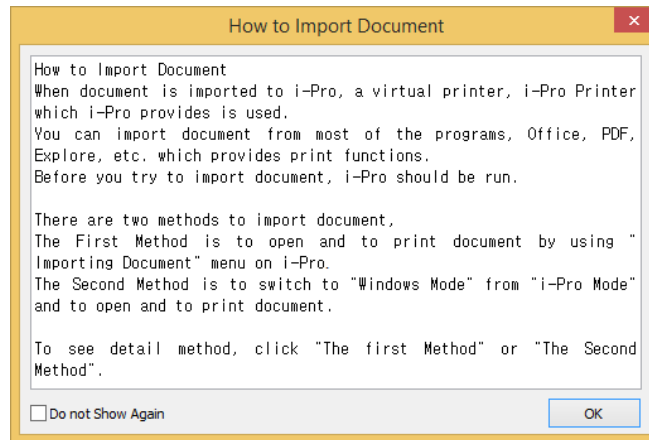 How to Import Document
How to Import Document
When document is imported to i-Pro, a virtual printer, i-Pro Printer
which i-Pro provides is used.
You can import document from most of the programs, Office, PDF,
Explore, etc. which provides print functions.
Before you try to import document, i-Pro should be run.
There are two methods to import document,
The First Method is to open and to print document by using "
Importing Document" menu on i-Pro.
The Second Method is to switch to "Windows Mode" from "i-Pro Mode"
and to open and to print document.
To see detail method, click "The first Method" or "The Second
Method".
Do not Show Again
OK